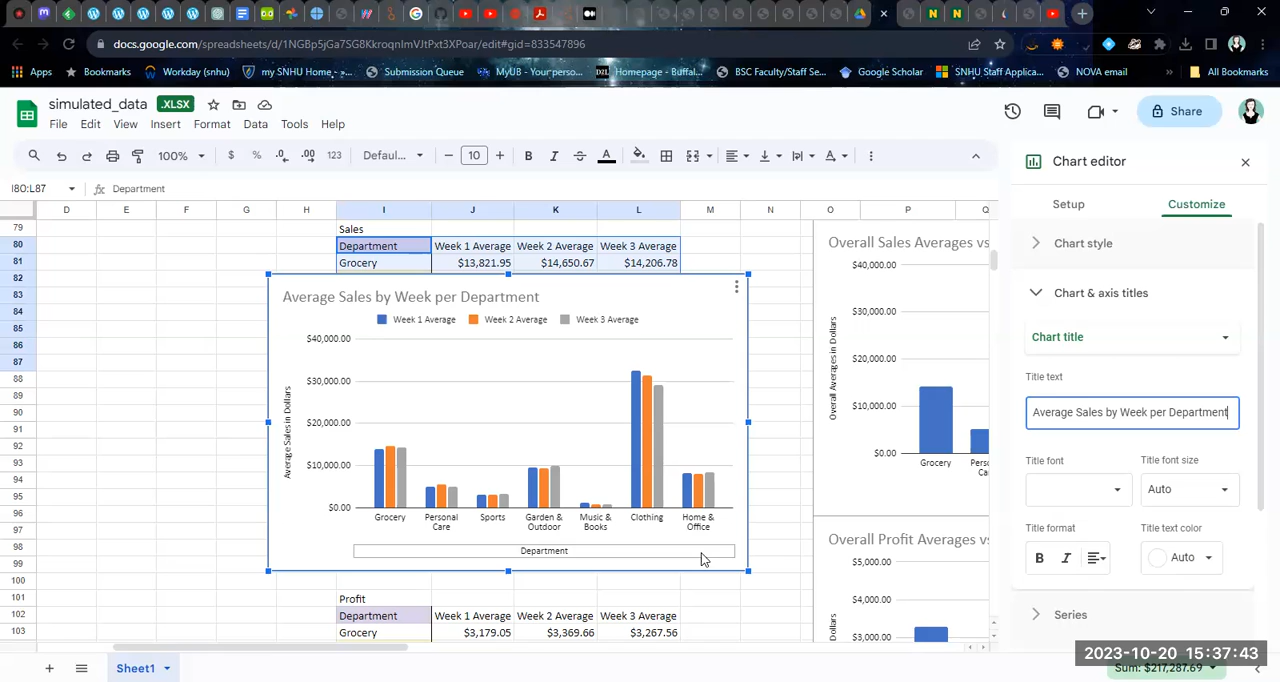 docs.google.com/spreadsheets/d/1NGBp5jGa7SG8KkroqnImVJtPxt3XPoar/edit#gid=833547896
Apps Bookmarks Workday (snhu) my SNHU Home - ... Submission Queue MyUB - Your perso... Homepage - Buffal... BSC Faculty/Staff Se... Google Scholar SNHU Staff Applica... NOVA email » All Bookmarks
simulated_data .XLSX
File Edit View Insert Format Data Tools Help
Share
100% $ % .0 .00 123 Defaul... 10 B I A
I80:L87 fx Department
Chart editor
Setup Customize
D E F G H I J K L M N O P Q
79 Sales
80 Department Week 1 Average Week 2 Average Week 3 Average
81 Grocery $13,821.95 $14,650.67 $14,206.78
82
83
84
85
86
87
88
89
90
91
92
93
94
95
96
97
98
99
100
101 Profit
102 Department Week 1 Average Week 2 Average Week 3 Average
103 Grocery $3,179.05 $3,369.66 $3,267.56
Average Sales by Week per Department
Week 1 Average Week 2 Average Week 3 Average
Average Sales in Dollars
$40,000.00
$30,000.00
$20,000.00
$10,000.00
$0.00
Grocery Personal Care Sports Garden & Outdoor Music & Books Clothing Home & Office
Department
Overall Sales Averages vs
Overall Averages in Dollars
$40,000.00
$30,000.00
$20,000.00
$10,000.00
$0.00
Grocery
Overall Profit Averages vs
$5,000.00
$4,000.00
$3,000.00
Dollars
Chart style
Chart & axis titles
Chart title
Title text
Average Sales by Week per Department
Title font Title font size
Auto
Title format Title text color
B I Auto
Series
2023-10-20 15:37:43
Sheet1
Sum: $217,287.69